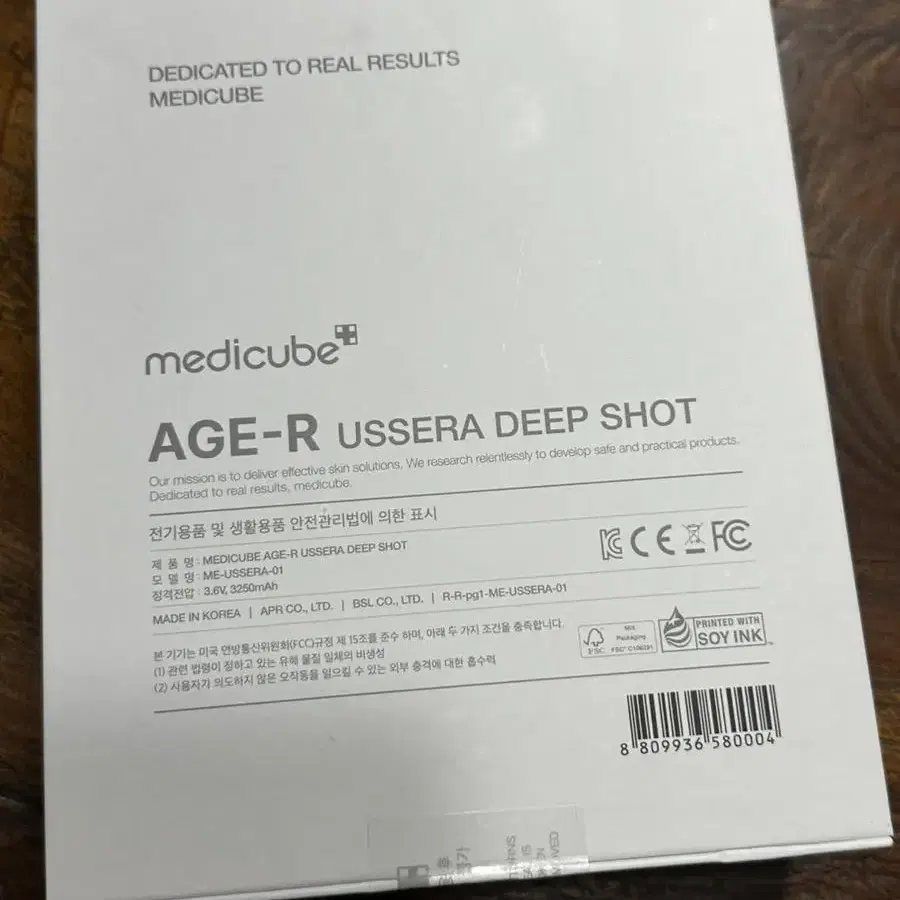 DEDICATED TO REAL RESULTS
MEDICUBE
medicube
AGE-R USSERA DEEP SHOT
Our mission is to deliver effective skin solutions. We research relentlessly to develop safe and practical products.
Dedicated to real results, medicube.
전기용품 및 생활용품 안전관리법에 의한 표시
제 품 명 : MEDICUBE AGE-R USSERA DEEP SHOT
모 델 명 : ME-USSERA-01
정격전압 : 3.6V, 3250mAh
MADE IN KOREA | APR CO., LTD. | BSL CO., LTD. | R-R-pg1-ME-USSERA-01
본 기기는 미국 연방통신위원회(FCC)규정 제 15조를 준수 하며, 아래 두 가지 조건을 충족합니다.
(1) 관련 법령이 정하고 있는 유해 물질 일체의 비생성
(2) 사용자가 의도하지 않은 오작동을 일으킬 수 있는 외부 충격에 대한 흡수력
CE FC
FSC
MIX
Packaging
FSC®
PRINTED WITH
SOY INK
8 809936 580004